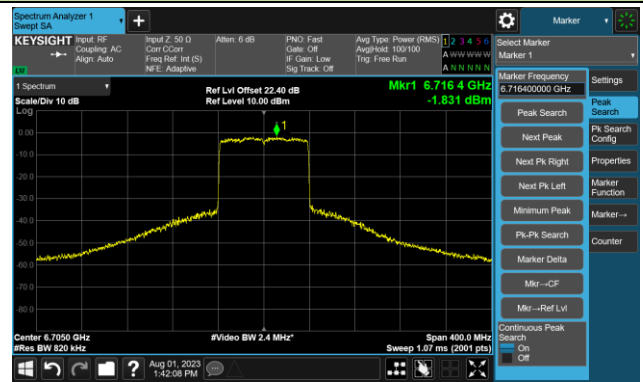 Spectrum Analyzer 1
Swept SA
Marker
KEYSIGHT
Input: RF
Coupling: AC
Align: Auto
Input Z: 50 Ω
Corr CCorr
Freq Ref: Int (S)
NFE: Adaptive
Atten: 6 dB
PNO: Fast
Gate: Off
IF Gain: Low
Sig Track: Off
Avg Type: Power (RMS)
Avg|Hold: 100/100
Trig: Free Run
1 2 3 4 5 6
A W W W W W
A N N N N N
LXI
1 Spectrum
Scale/Div 10 dB
Log
Ref Lvl Offset 22.40 dB
Ref Level 10.00 dBm
Mkr1 6.716 4 GHz
-1.831 dBm
1
0.00
-10.0
-20.0
-30.0
-40.0
-50.0
-60.0
-70.0
-80.0
Center 6.7050 GHz
#Res BW 820 kHz
#Video BW 2.4 MHz*
Span 400.0 MHz
Sweep 1.07 ms (2001 pts)
Aug 01, 2023
1:42:08 PM
Select Marker
Marker 1
Marker Frequency
6.716400000 GHz
Peak Search
Next Peak
Next Pk Right
Next Pk Left
Minimum Peak
Pk-Pk Search
Marker Delta
Mkr→CF
Mkr→Ref Lvl
Continuous Peak
Search
On
Off
Settings
Peak
Search
Pk Search
Config
Properties
Marker
Function
Marker→
Counter